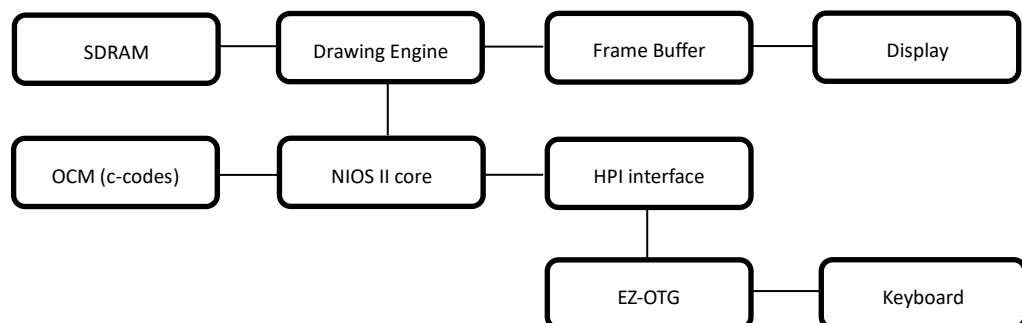 SDRAM
Drawing Engine
Frame Buffer
Display
OCM (c-codes)
NIOS II core
HPI interface
EZ-OTG
Keyboard